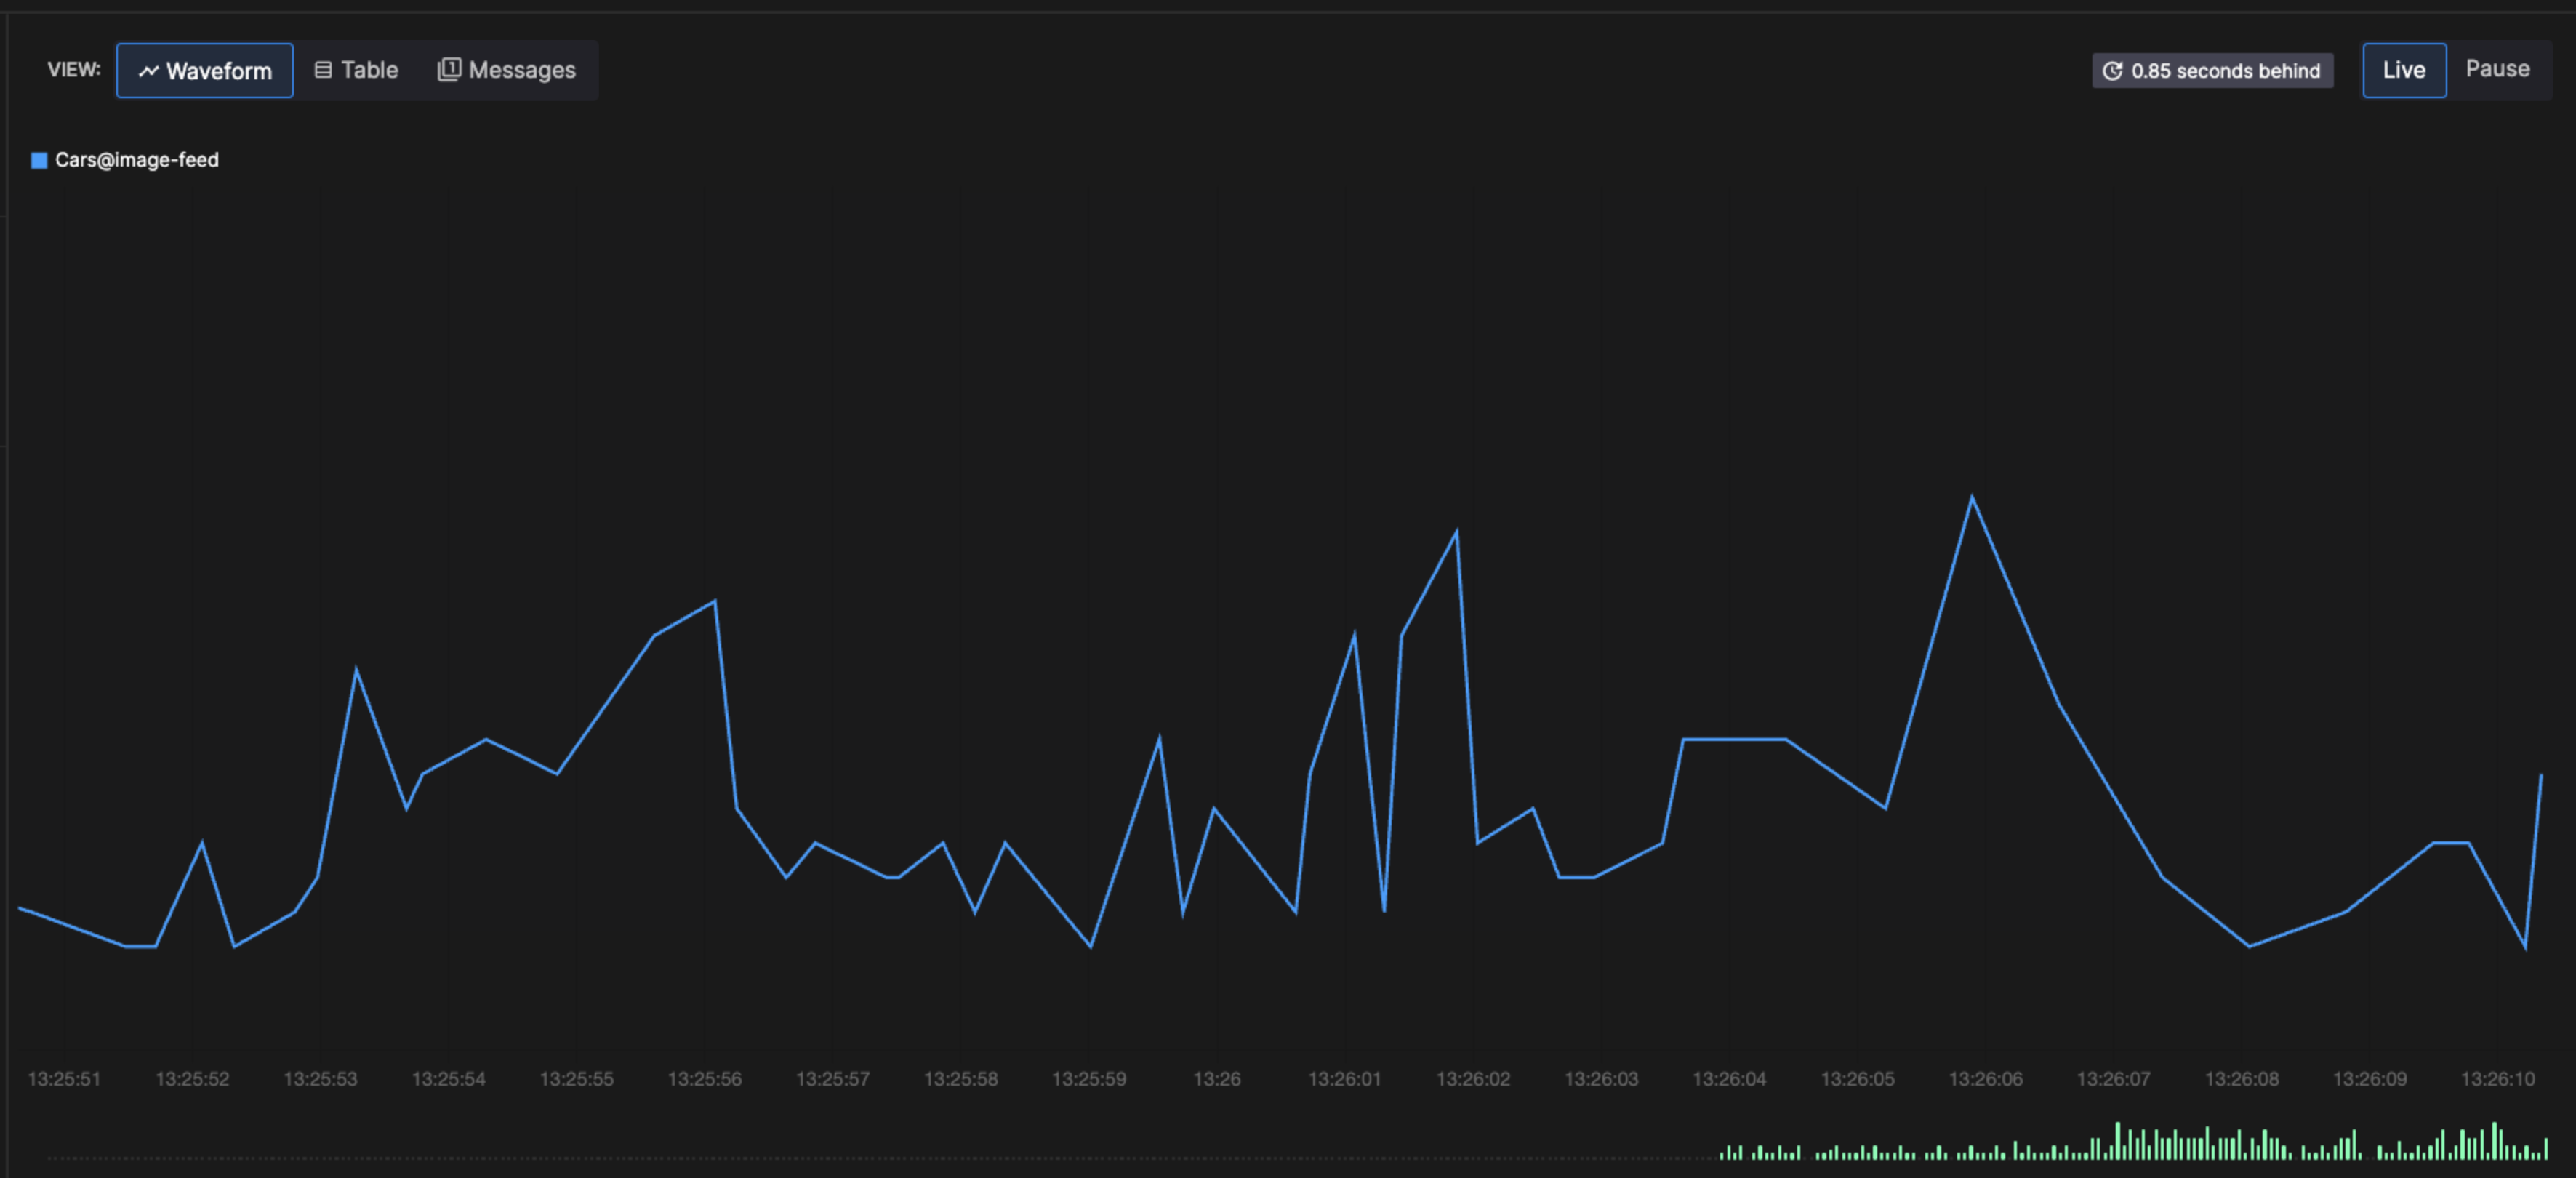 VIEW: Waveform Table 1 Messages 0.85 seconds behind Live Pause
Cars@image-feed
13:25:51 13:25:52 13:25:53 13:25:54 13:25:55 13:25:56 13:25:57 13:25:58 13:25:59 13:26 13:26:01 13:26:02 13:26:03 13:26:04 13:26:05 13:26:06 13:26:07 13:26:08 13:26:09 13:26:10